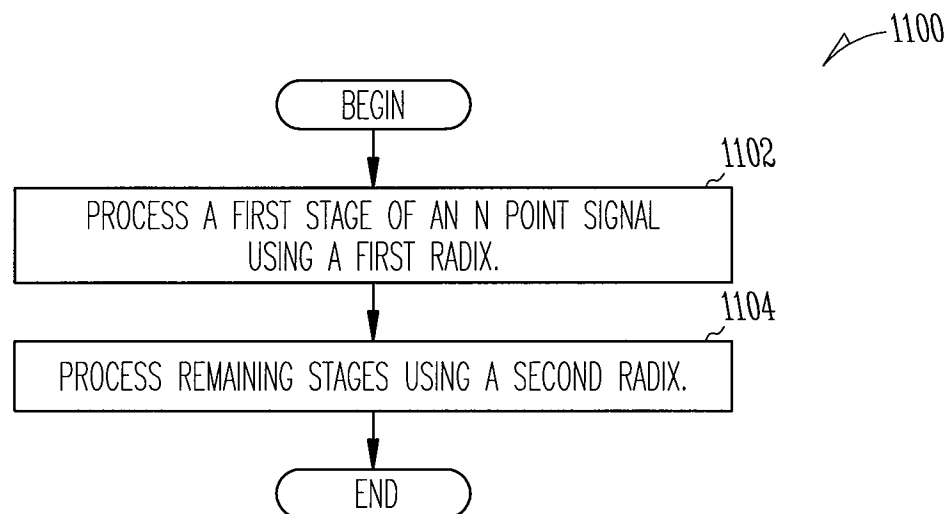 1100
BEGIN
1102
PROCESS A FIRST STAGE OF AN N POINT SIGNAL
USING A FIRST RADIX.
1104
PROCESS REMAINING STAGES USING A SECOND RADIX.
END